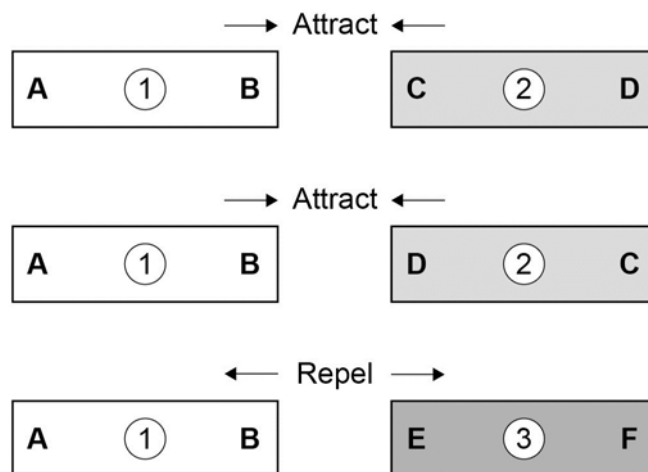 Attract
A 1 B C 2 D
Attract
A 1 B D 2 C
Repel
A 1 B E 3 F